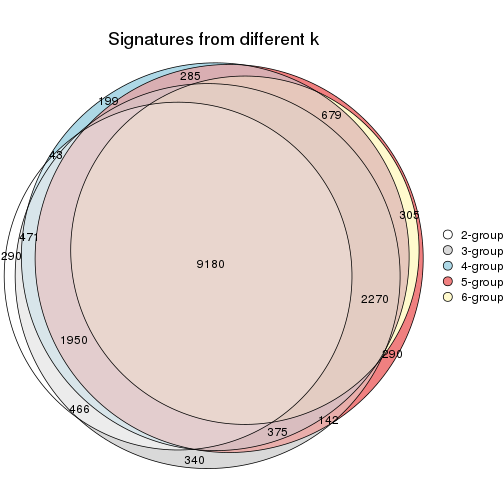 Signatures from different k
285
199
679
43
305
471
290
9180
2270
1950
290
466
142
375
340
2-group
3-group
4-group
5-group
6-group